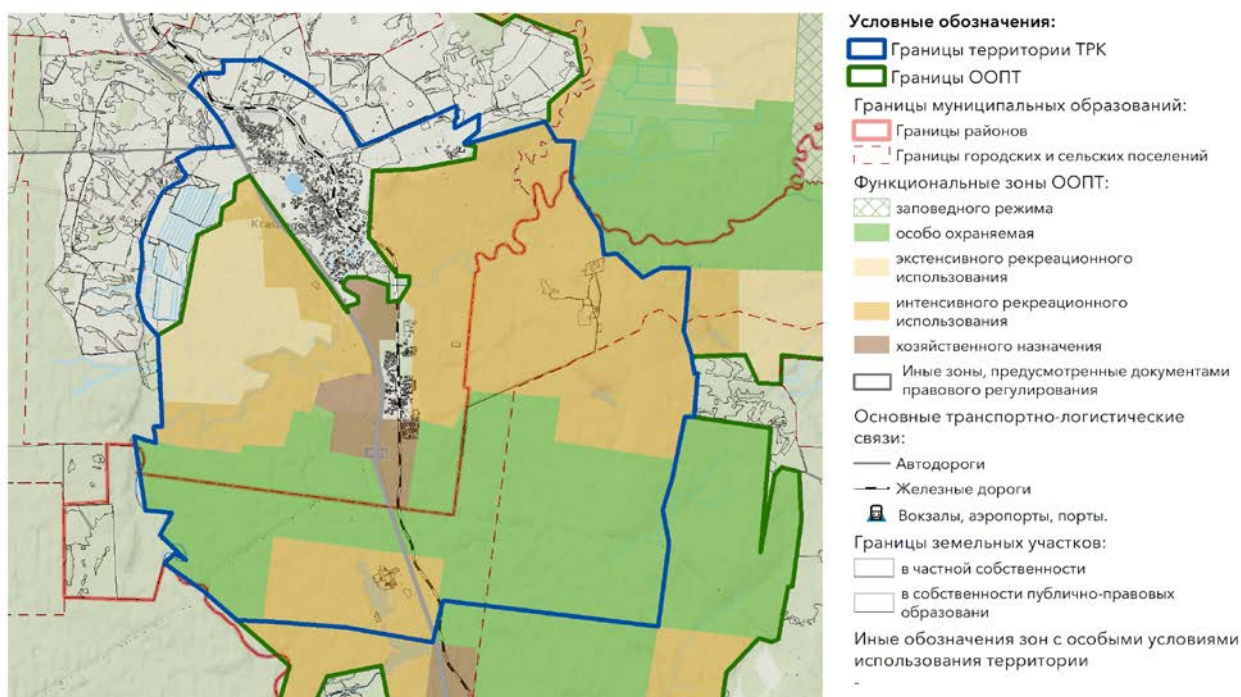 Условные обозначения:
Границы территории ТРК
Границы ООПТ
Границы муниципальных образований:
Границы районов
Границы городских и сельских поселений
Функциональные зоны ООПТ:
заповедного режима
особо охраняемая
экстенсивного рекреационного
использования
интенсивного рекреационного
использования
хозяйственного назначения
Иные зоны, предусмотренные документами
правового регулирования
Основные транспортно-логистические
связи:
Автодороги
Железные дороги
Вокзалы, аэропорты, порты.
Границы земельных участков:
в частной собственности
в собственности публично-правовых
образовани
Иные обозначения зон с особыми условиями
использования территории
-